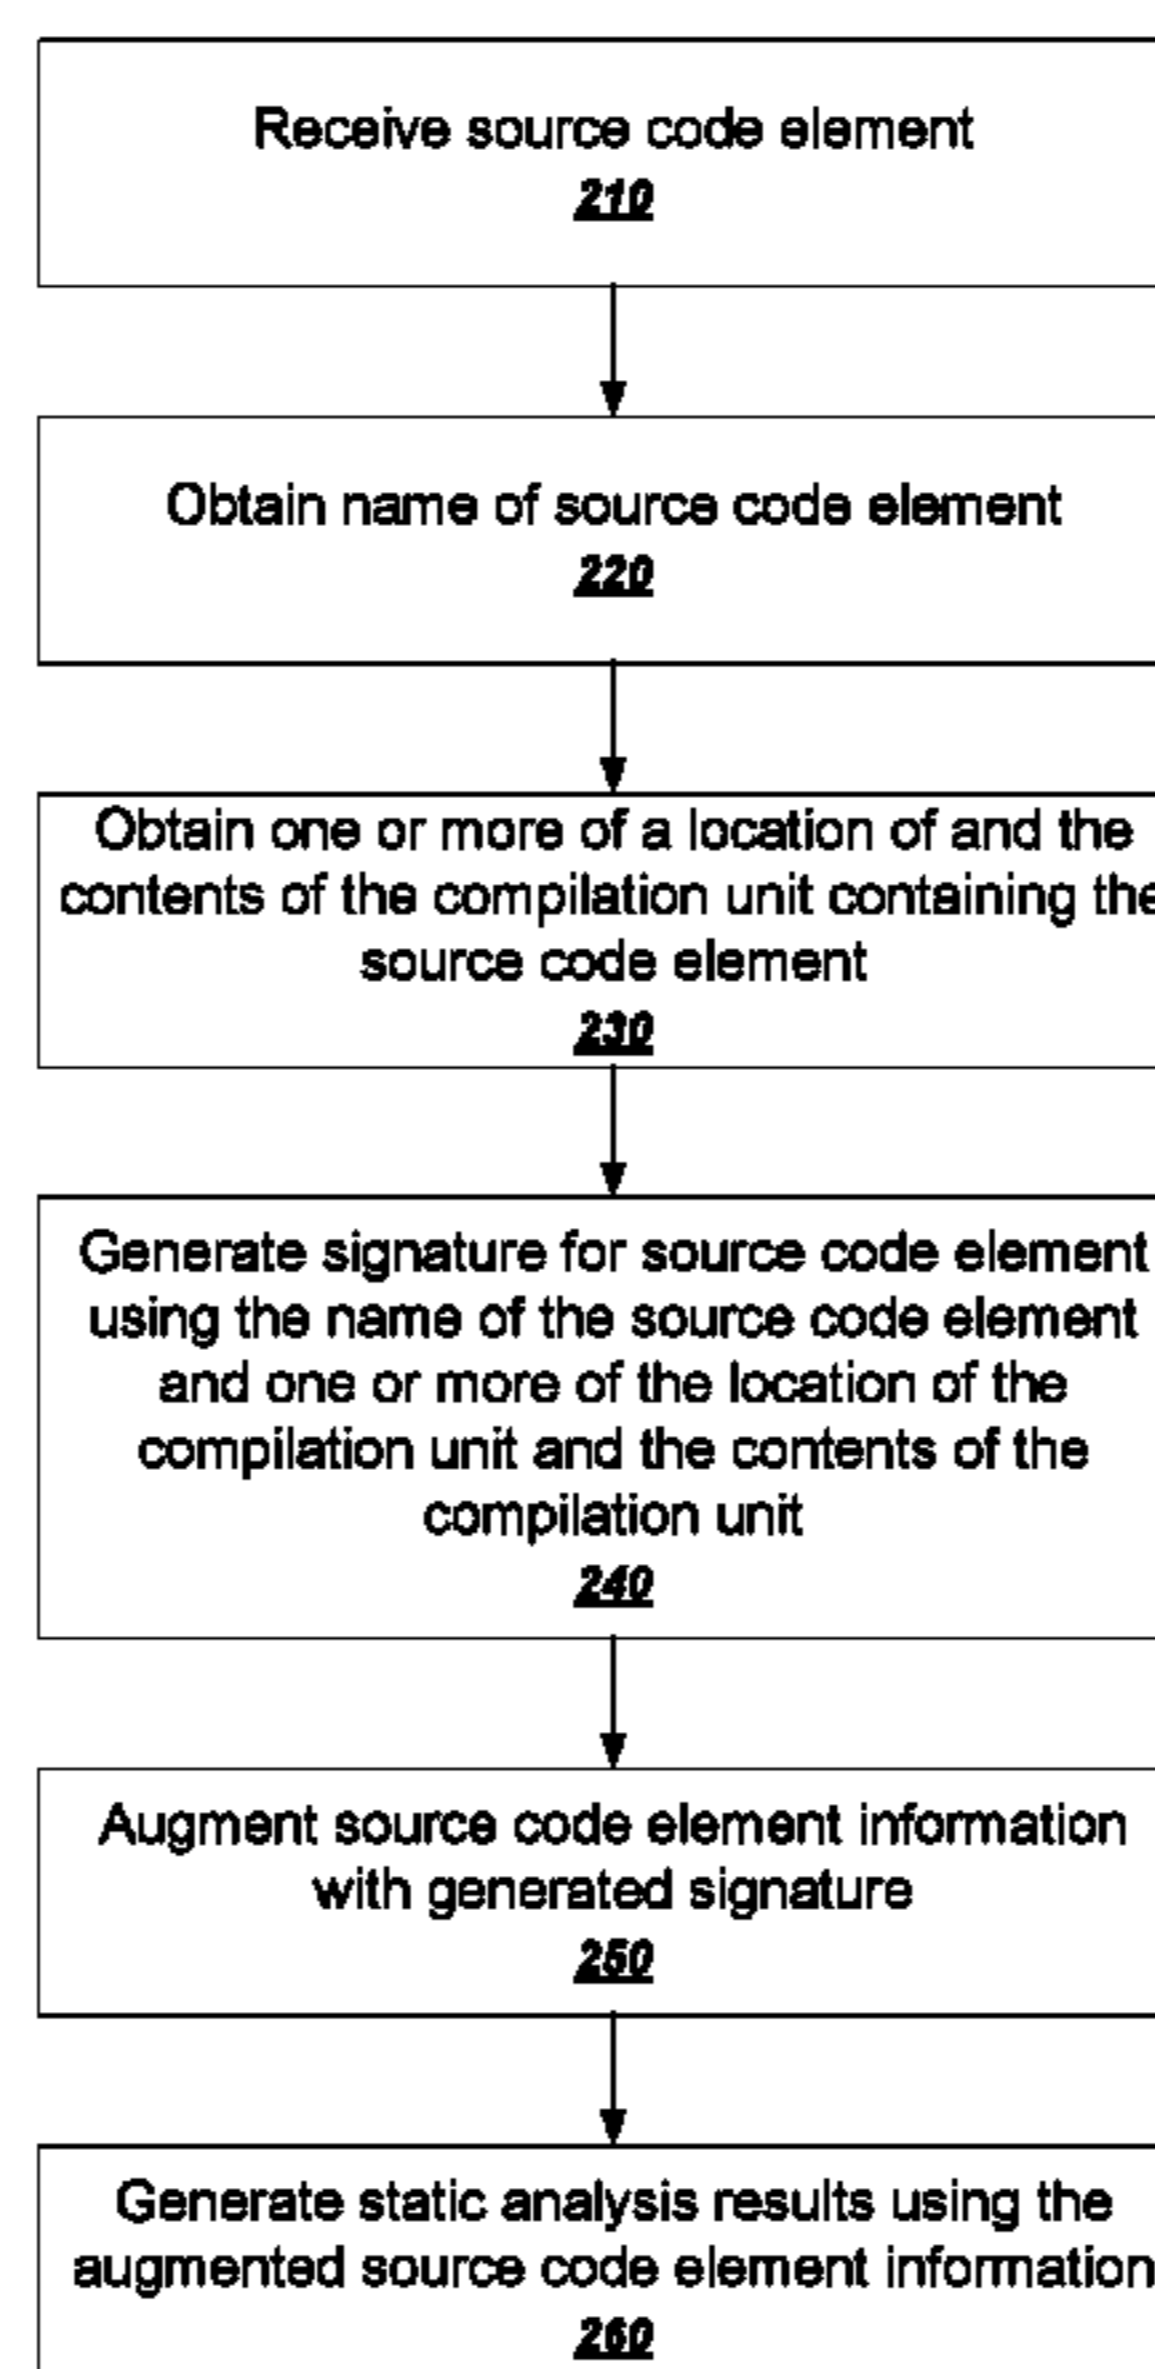 Receive source code element
210
Obtain name of source code element
220
Obtain one or more of a location of and the
contents of the compilation unit containing the
source code element
230
Generate signature for source code element
using the name of the source code element
and one or more of the location of the
compilation unit and the contents of the
compilation unit
240
Augment source code element information
with generated signature
250
Generate static analysis results using the
augmented source code element information
260